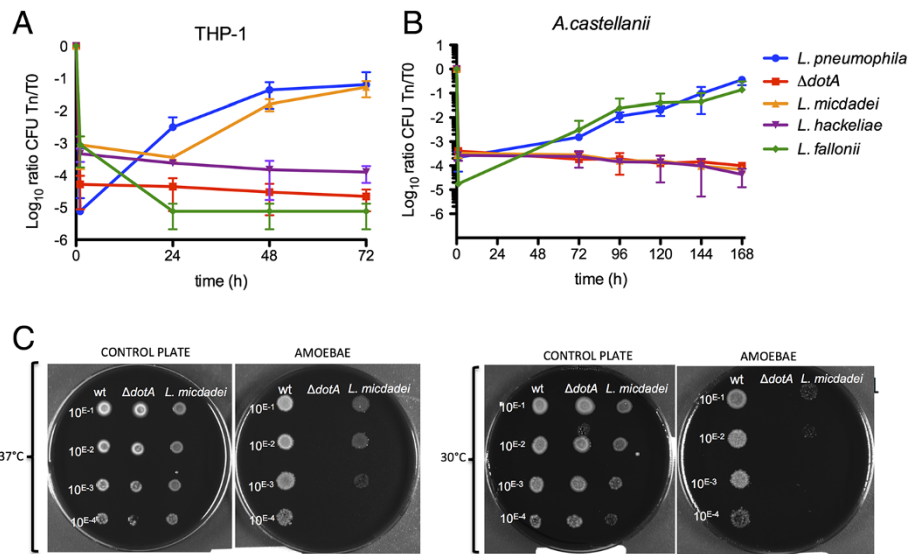 A
THP-1
0
-1
-2
-3
-4
-5
-6
Log10 ratio CFU Tn/T0
0
24
48
72
time (h)
B
A.castellanii
1
0
-1
-2
-3
-4
-5
-6
Log10 ratio CFU Tn/T0
0
24
48
72
96
120
144
168
time (h)
L. pneumophila
ΔdotA
L. micdadei
L. hackeliae
L. fallonii
C
37°C
CONTROL PLATE
wt ΔdotA L. micdadei
10E-1
10E-2
10E-3
10E-4
AMOEBAE
wt ΔdotA L. micdadei
10E-1
10E-2
10E-3
10E-4
30°C
CONTROL PLATE
wt ΔdotA L. micdadei
10E-1
10E-2
10E-3
10E-4
AMOEBAE
wt ΔdotA L. micdadei
10E-1
10E-2
10E-3
10E-4